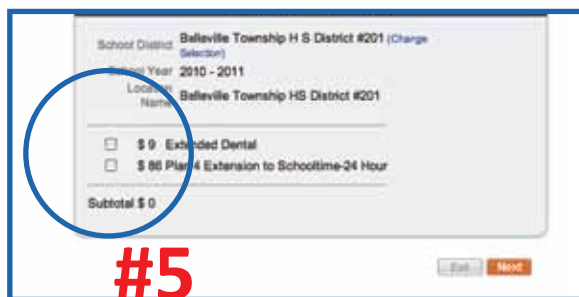 School District Belleville Township H S District #201 (Change Selection)
School Year 2010 - 2011
Location Name Belleville Township HS District #201
$ 9 Extended Dental
$ 86 Plan 4 Extension to Schooltime-24 Hour
Subtotal $ 0
Exit Next
#5